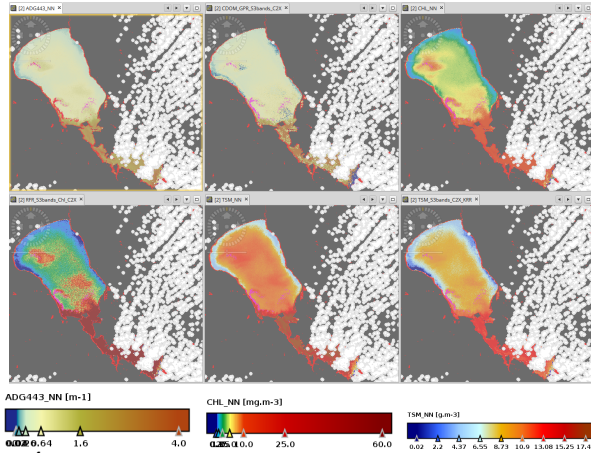 [2] ADG443_NN ×
[2] CDOM_GPR_S3bands_C2X ×
[2] CHL_NN ×
[2] RFR_S3bands_Chl_C2X ×
[2] TSM_NN ×
[2] TSM_S3bands_C2X_KRR ×
ADG443_NN [m-1]
0.64 1.6 4.0
CHL_NN [mg.m-3]
10.0 25.0 60.0
TSM_NN [g.m-3]
0.02 2.2 4.37 6.55 8.73 10.9 13.08 15.25 17.4